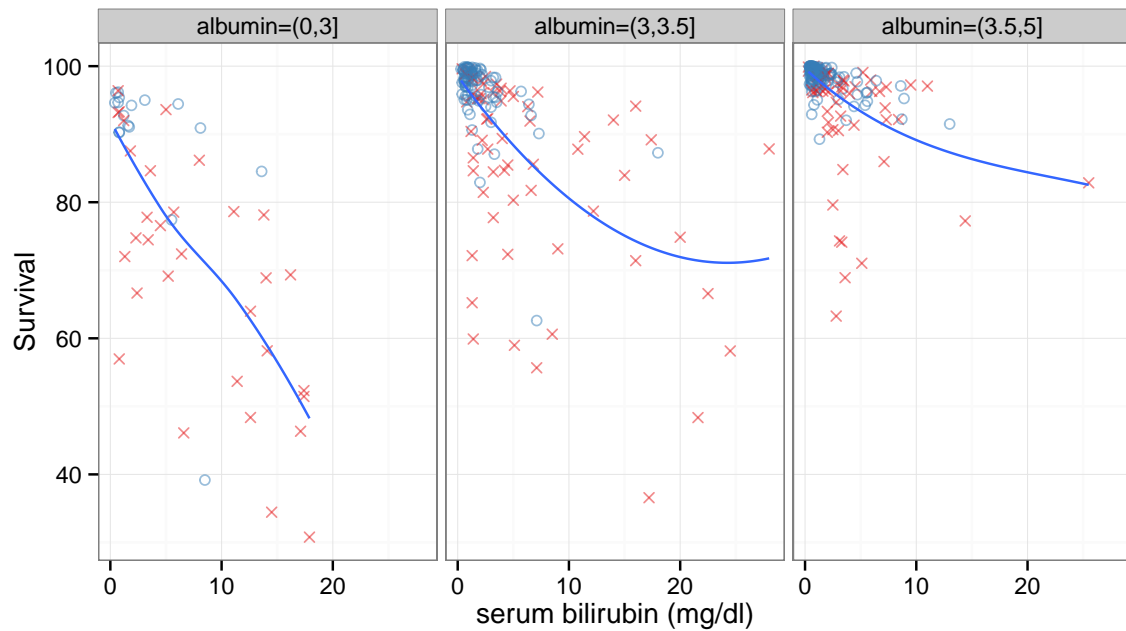 albumin=(0,3]
albumin=(3,3.5]
albumin=(3.5,5]
Survival
100
80
60
40
0 10 20
0 10 20
0 10 20
serum bilirubin (mg/dl)